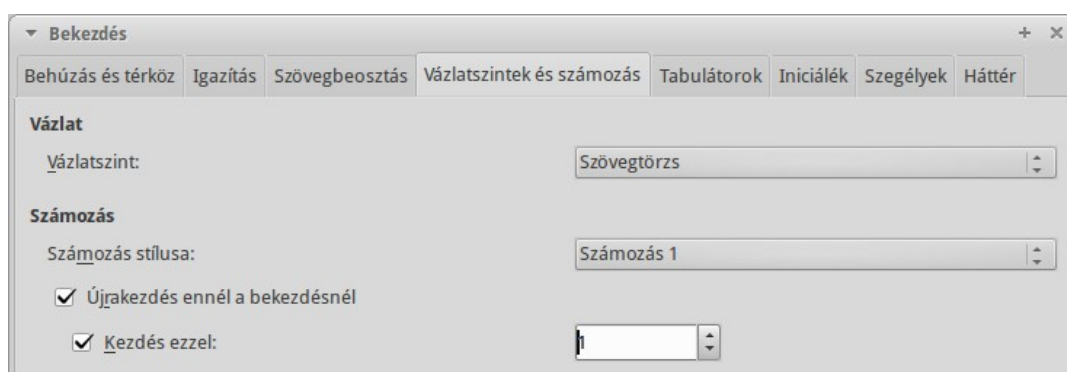 Bekezdés
Behúzás és térköz Igazítás Szövegbeosztás Vázlatszintek és számozás Tabulátorok Iniciálék Szegélyek Háttér
Vázlat
Vázlatszint: Szövegtörzs
Számozás
Számozás stílusa: Számozás 1
Újrakezdés ennél a bekezdésnél
Kezdés ezzel: 1